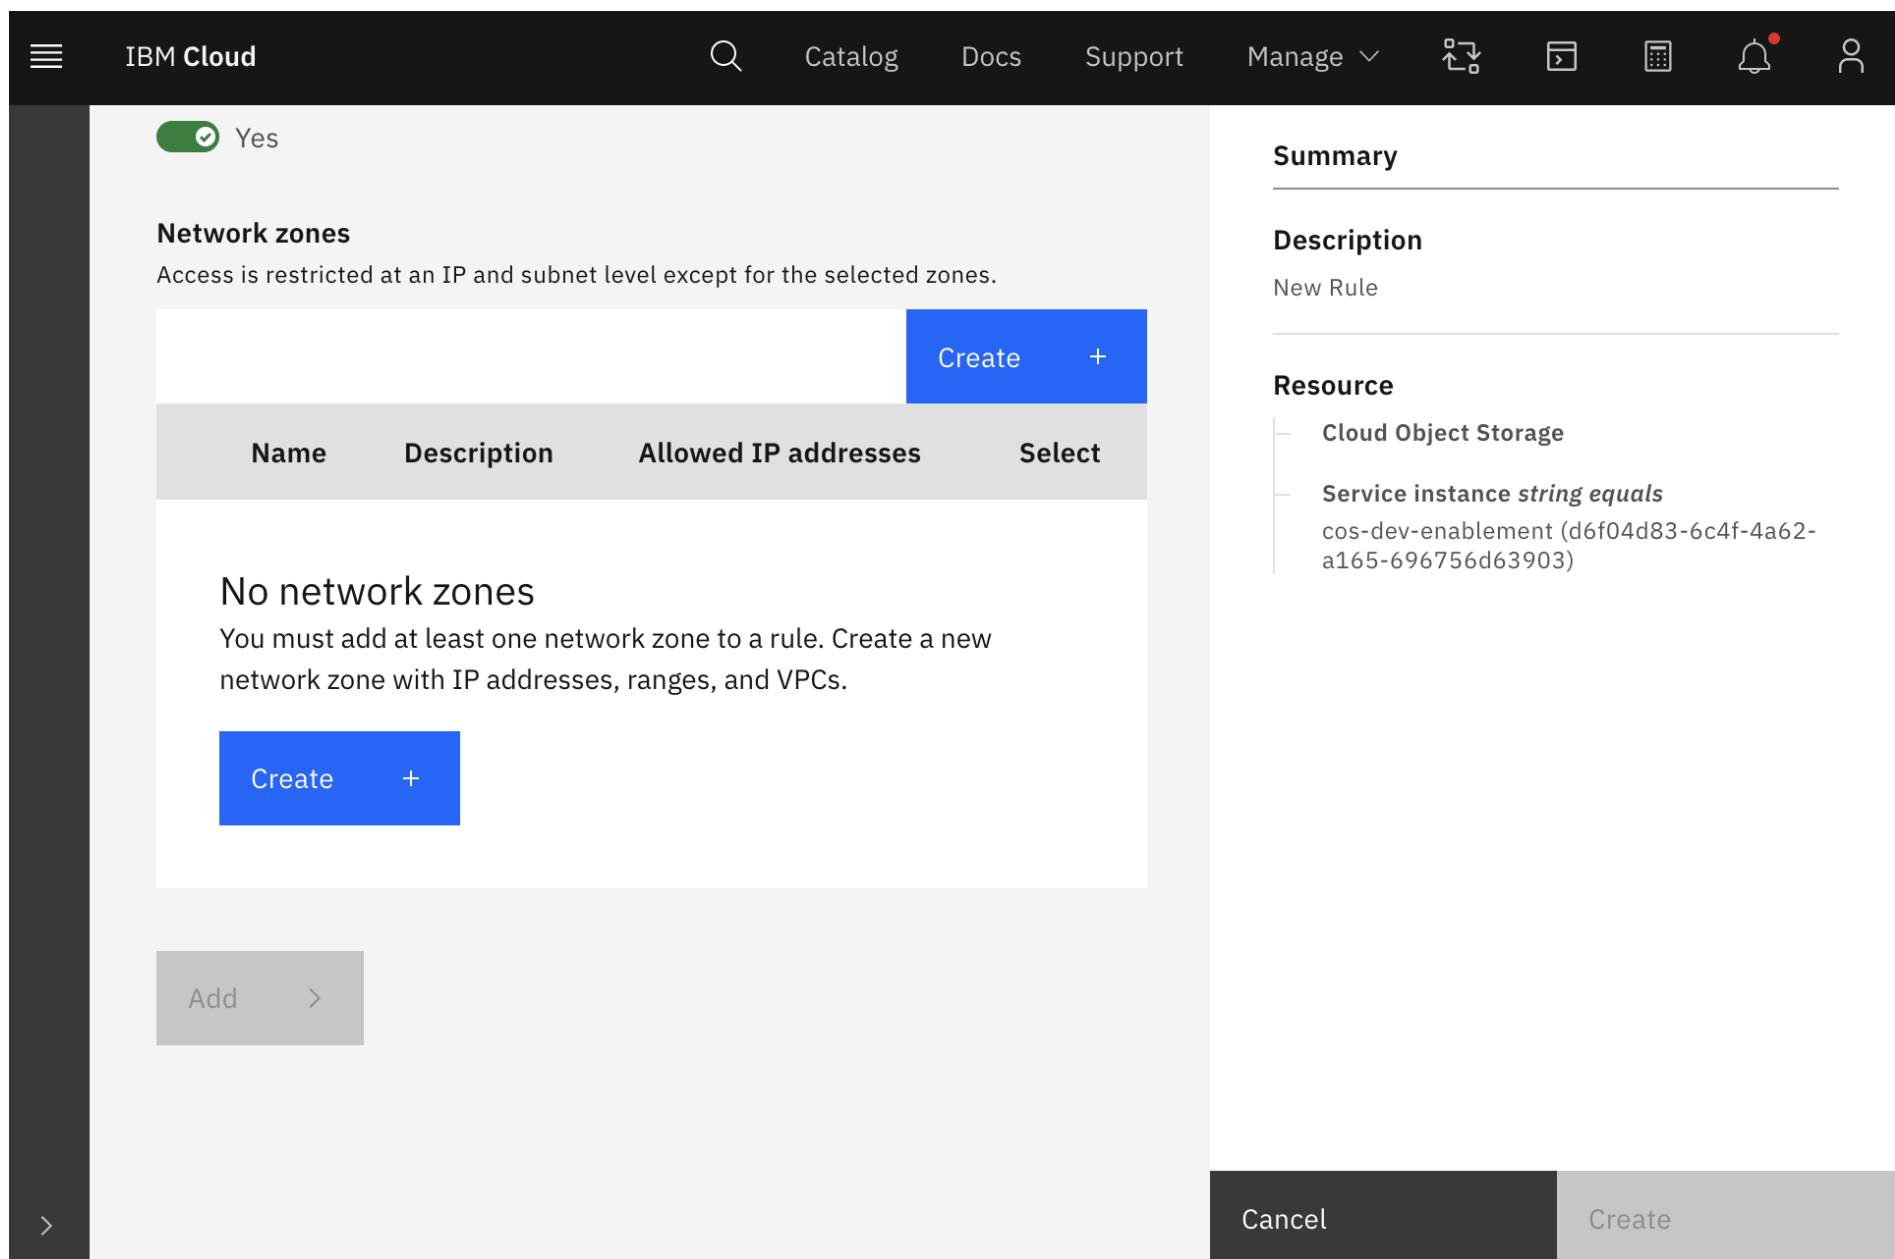 IBM Cloud
Catalog
Docs
Support
Manage
Yes
Network zones
Access is restricted at an IP and subnet level except for the selected zones.
Create
Name Description Allowed IP addresses Select
No network zones
You must add at least one network zone to a rule. Create a new
network zone with IP addresses, ranges, and VPCs.
Create
Add
Summary
Description
New Rule
Resource
Cloud Object Storage
Service instance string equals
cos-dev-enablement (d6f04d83-6c4f-4a62-
a165-696756d63903)
Cancel
Create